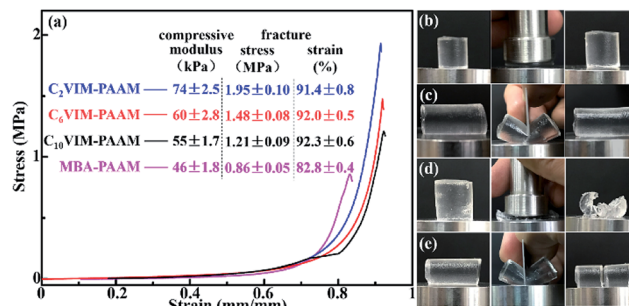 (a)
compressive fracture
modulus stress strain
(kPa) (MPa) (%)
C₂VIM-PAAM 74±2.5 1.95±0.10 91.4±0.8
C₆VIM-PAAM 60±2.8 1.48±0.08 92.0±0.5
C₁₀VIM-PAAM 55±1.7 1.21±0.09 92.3±0.6
MBA-PAAM 46±1.8 0.86±0.05 82.8±0.4
Stress (MPa)
2
1
0
0 0.2 0.4 0.6 0.8 1
Strain (mm/mm)
(b)
(c)
(d)
(e)